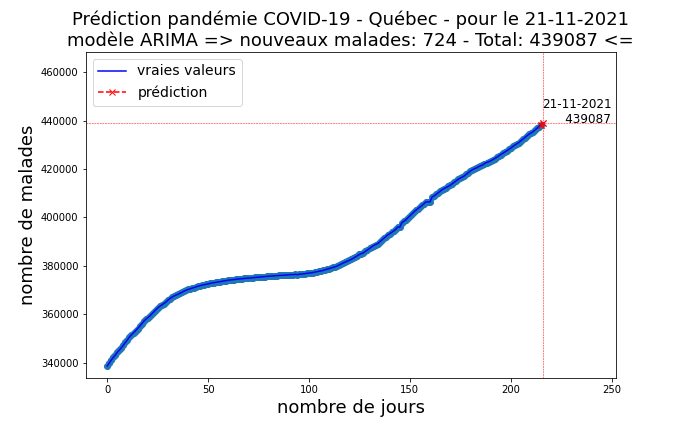 Prédiction pandémie COVID-19 - Québec - pour le 21-11-2021
modèle ARIMA => nouveaux malades: 724 - Total: 439087 <=
vraies valeurs
prédiction
21-11-2021
439087
nombre de malades
460000
440000
420000
400000
380000
360000
340000
0
50
100
150
200
250
nombre de jours